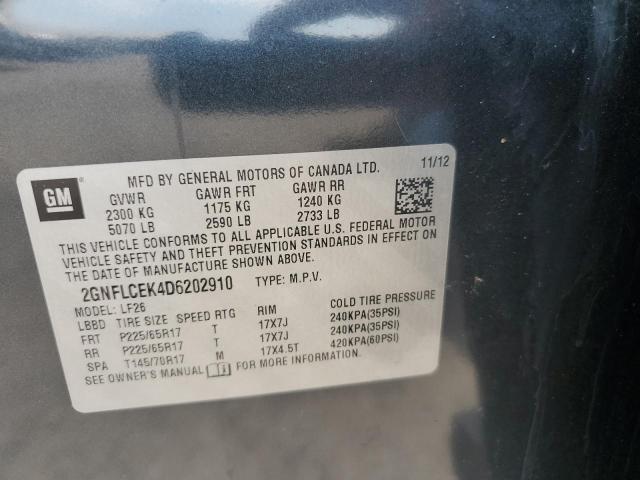 MFD BY GENERAL MOTORS OF CANADA LTD. 11/12
GM ®
GVWR GAWR FRT GAWR RR
2300 KG 1175 KG 1240 KG
5070 LB 2590 LB 2733 LB
THIS VEHICLE CONFORMS TO ALL APPLICABLE U.S. FEDERAL MOTOR
VEHICLE SAFETY AND THEFT PREVENTION STANDARDS IN EFFECT ON
THE DATE OF MANUFACTURE SHOWN ABOVE.
2GNFLCEK4D6202910 TYPE: M.P.V.
MODEL: LF26
LBBD TIRE SIZE SPEED RTG RIM COLD TIRE PRESSURE
FRT P225/65R17 T 17X7J 240KPA(35PSI)
RR P225/65R17 T 17X7J 240KPA(35PSI)
SPA T145/70R17 M 17X4.5T 420KPA(60PSI)
SEE OWNER'S MANUAL FOR MORE INFORMATION.